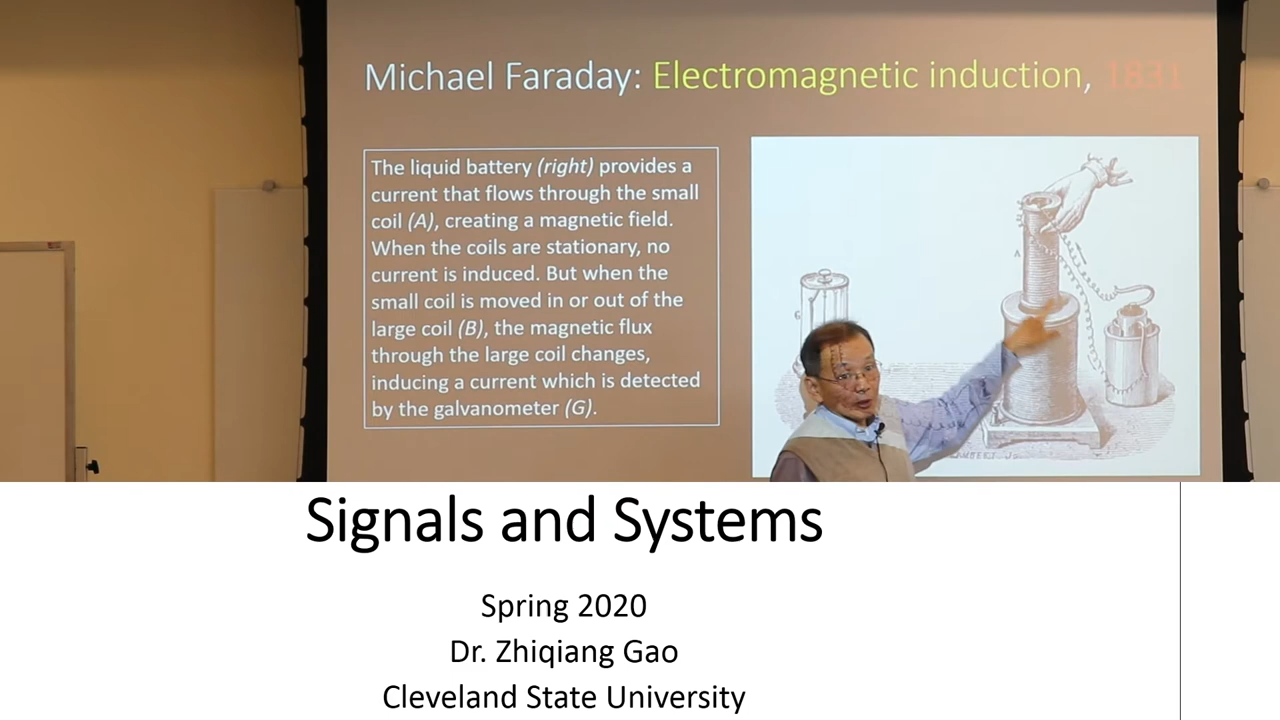 Michael Faraday: Electromagnetic induction, 1831
The liquid battery (right) provides a
current that flows through the small
coil (A), creating a magnetic field.
When the coils are stationary, no
current is induced. But when the
small coil is moved in or out of the
large coil (B), the magnetic flux
through the large coil changes,
inducing a current which is detected
by the galvanometer (G).
A
G
Signals and Systems
Spring 2020
Dr. Zhiqiang Gao
Cleveland State University